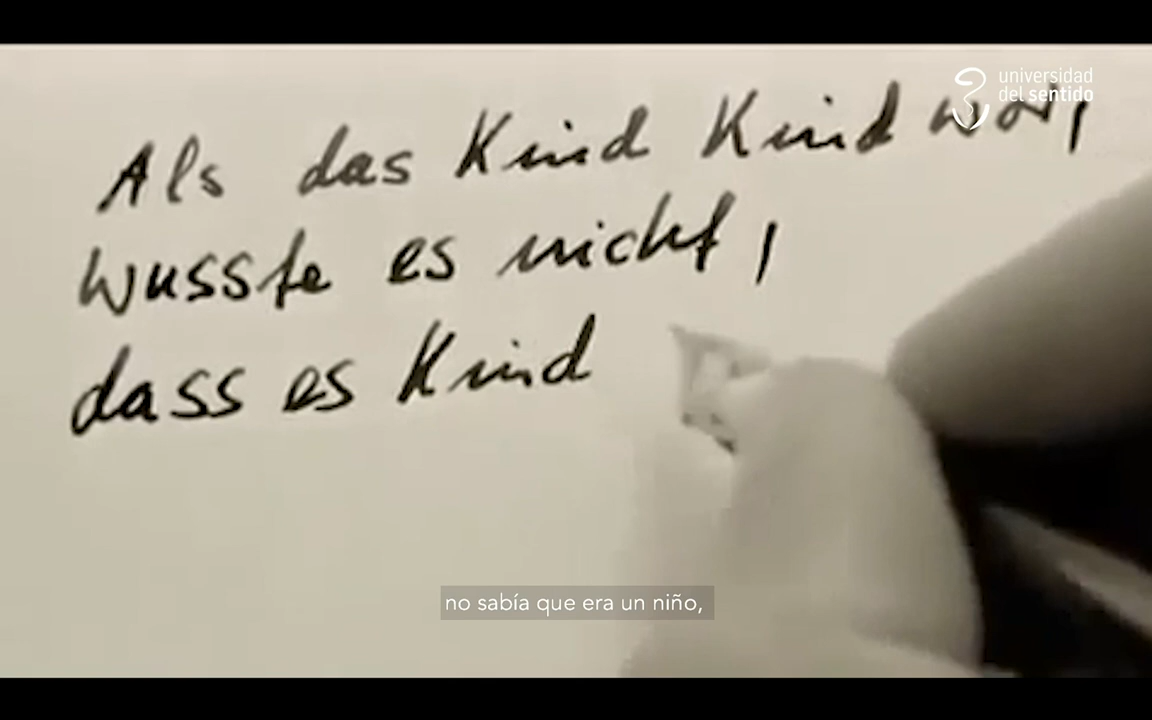 universidad
del sentido
Als das Kind Kind war,
wusste es nicht,
dass es Kind
no sabía que era un niño,